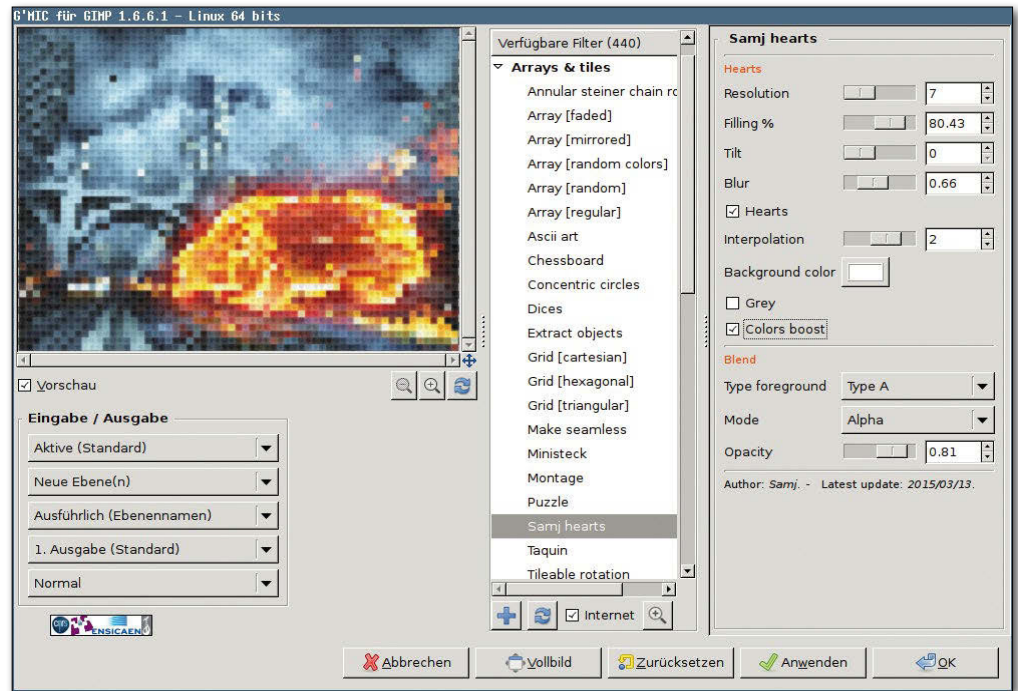 G'MIC für GIMP 1.6.6.1 – Linux 64 bits
Vorschau
Eingabe / Ausgabe
Aktive (Standard)
Neue Ebene(n)
Ausführlich (Ebenennamen)
1. Ausgabe (Standard)
Normal
ENSICAEN
Verfügbare Filter (440)
Arrays & tiles
Annular steiner chain ro
Array [faded]
Array [mirrored]
Array [random colors]
Array [random]
Array [regular]
Ascii art
Chessboard
Concentric circles
Dices
Extract objects
Grid [cartesian]
Grid [hexagonal]
Grid [triangular]
Make seamless
Ministeck
Montage
Puzzle
Samj hearts
Taquin
Tileable rotation
Internet
Samj hearts
Hearts
Resolution 7
Filling % 80.43
Tilt 0
Blur 0.66
Hearts
Interpolation 2
Background color
Grey
Colors boost
Blend
Type foreground Type A
Mode Alpha
Opacity 0.81
Author: Samj. - Latest update: 2015/03/13.
Abbrechen Vollbild Zurücksetzen Anwenden OK